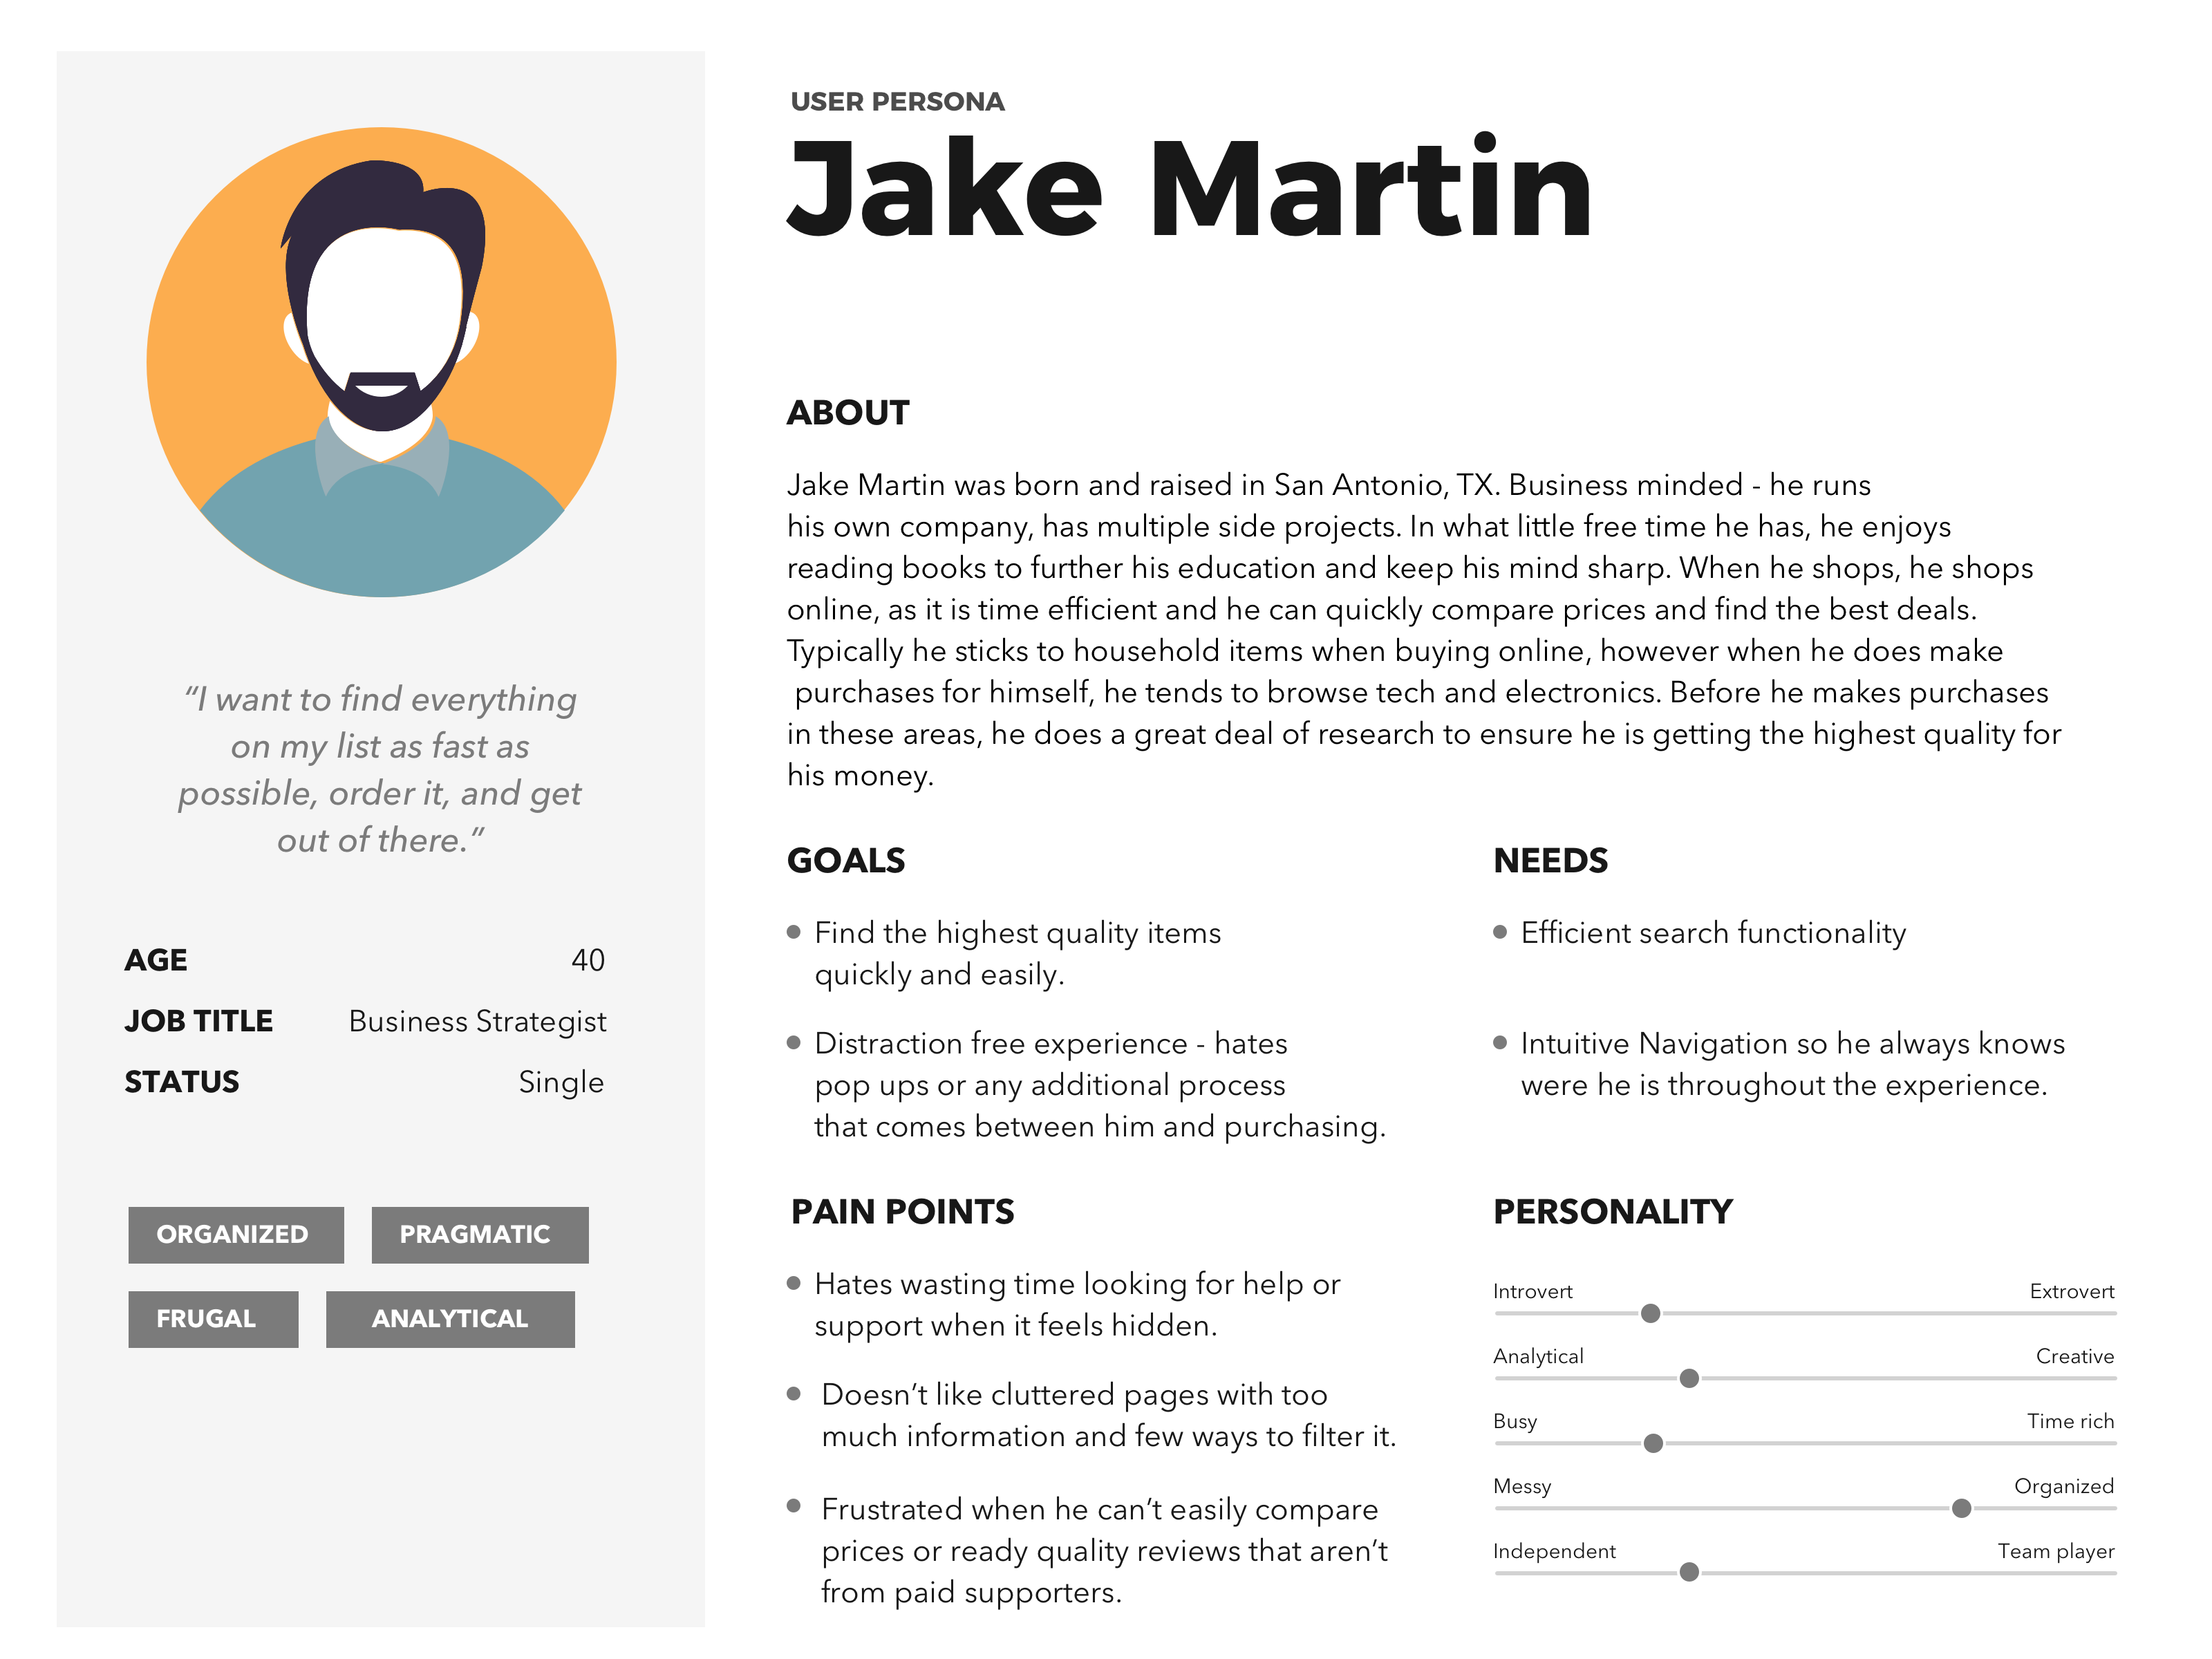 USER PERSONA
Jake Martin
“I want to find everything
on my list as fast as
possible, order it, and get
out of there.”
AGE 40
JOB TITLE Business Strategist
STATUS Single
ORGANIZED PRAGMATIC
FRUGAL ANALYTICAL
ABOUT
Jake Martin was born and raised in San Antonio, TX. Business minded - he runs
his own company, has multiple side projects. In what little free time he has, he enjoys
reading books to further his education and keep his mind sharp. When he shops, he shops
online, as it is time efficient and he can quickly compare prices and find the best deals.
Typically he sticks to household items when buying online, however when he does make
purchases for himself, he tends to browse tech and electronics. Before he makes purchases
in these areas, he does a great deal of research to ensure he is getting the highest quality for
his money.
GOALS
Find the highest quality items
quickly and easily.
Distraction free experience - hates
pop ups or any additional process
that comes between him and purchasing.
NEEDS
Efficient search functionality
Intuitive Navigation so he always knows
were he is throughout the experience.
PAIN POINTS
Hates wasting time looking for help or
support when it feels hidden.
Doesn’t like cluttered pages with too
much information and few ways to filter it.
Frustrated when he can’t easily compare
prices or ready quality reviews that aren’t
from paid supporters.
PERSONALITY
Introvert Extrovert
Analytical Creative
Busy Time rich
Messy Organized
Independent Team player